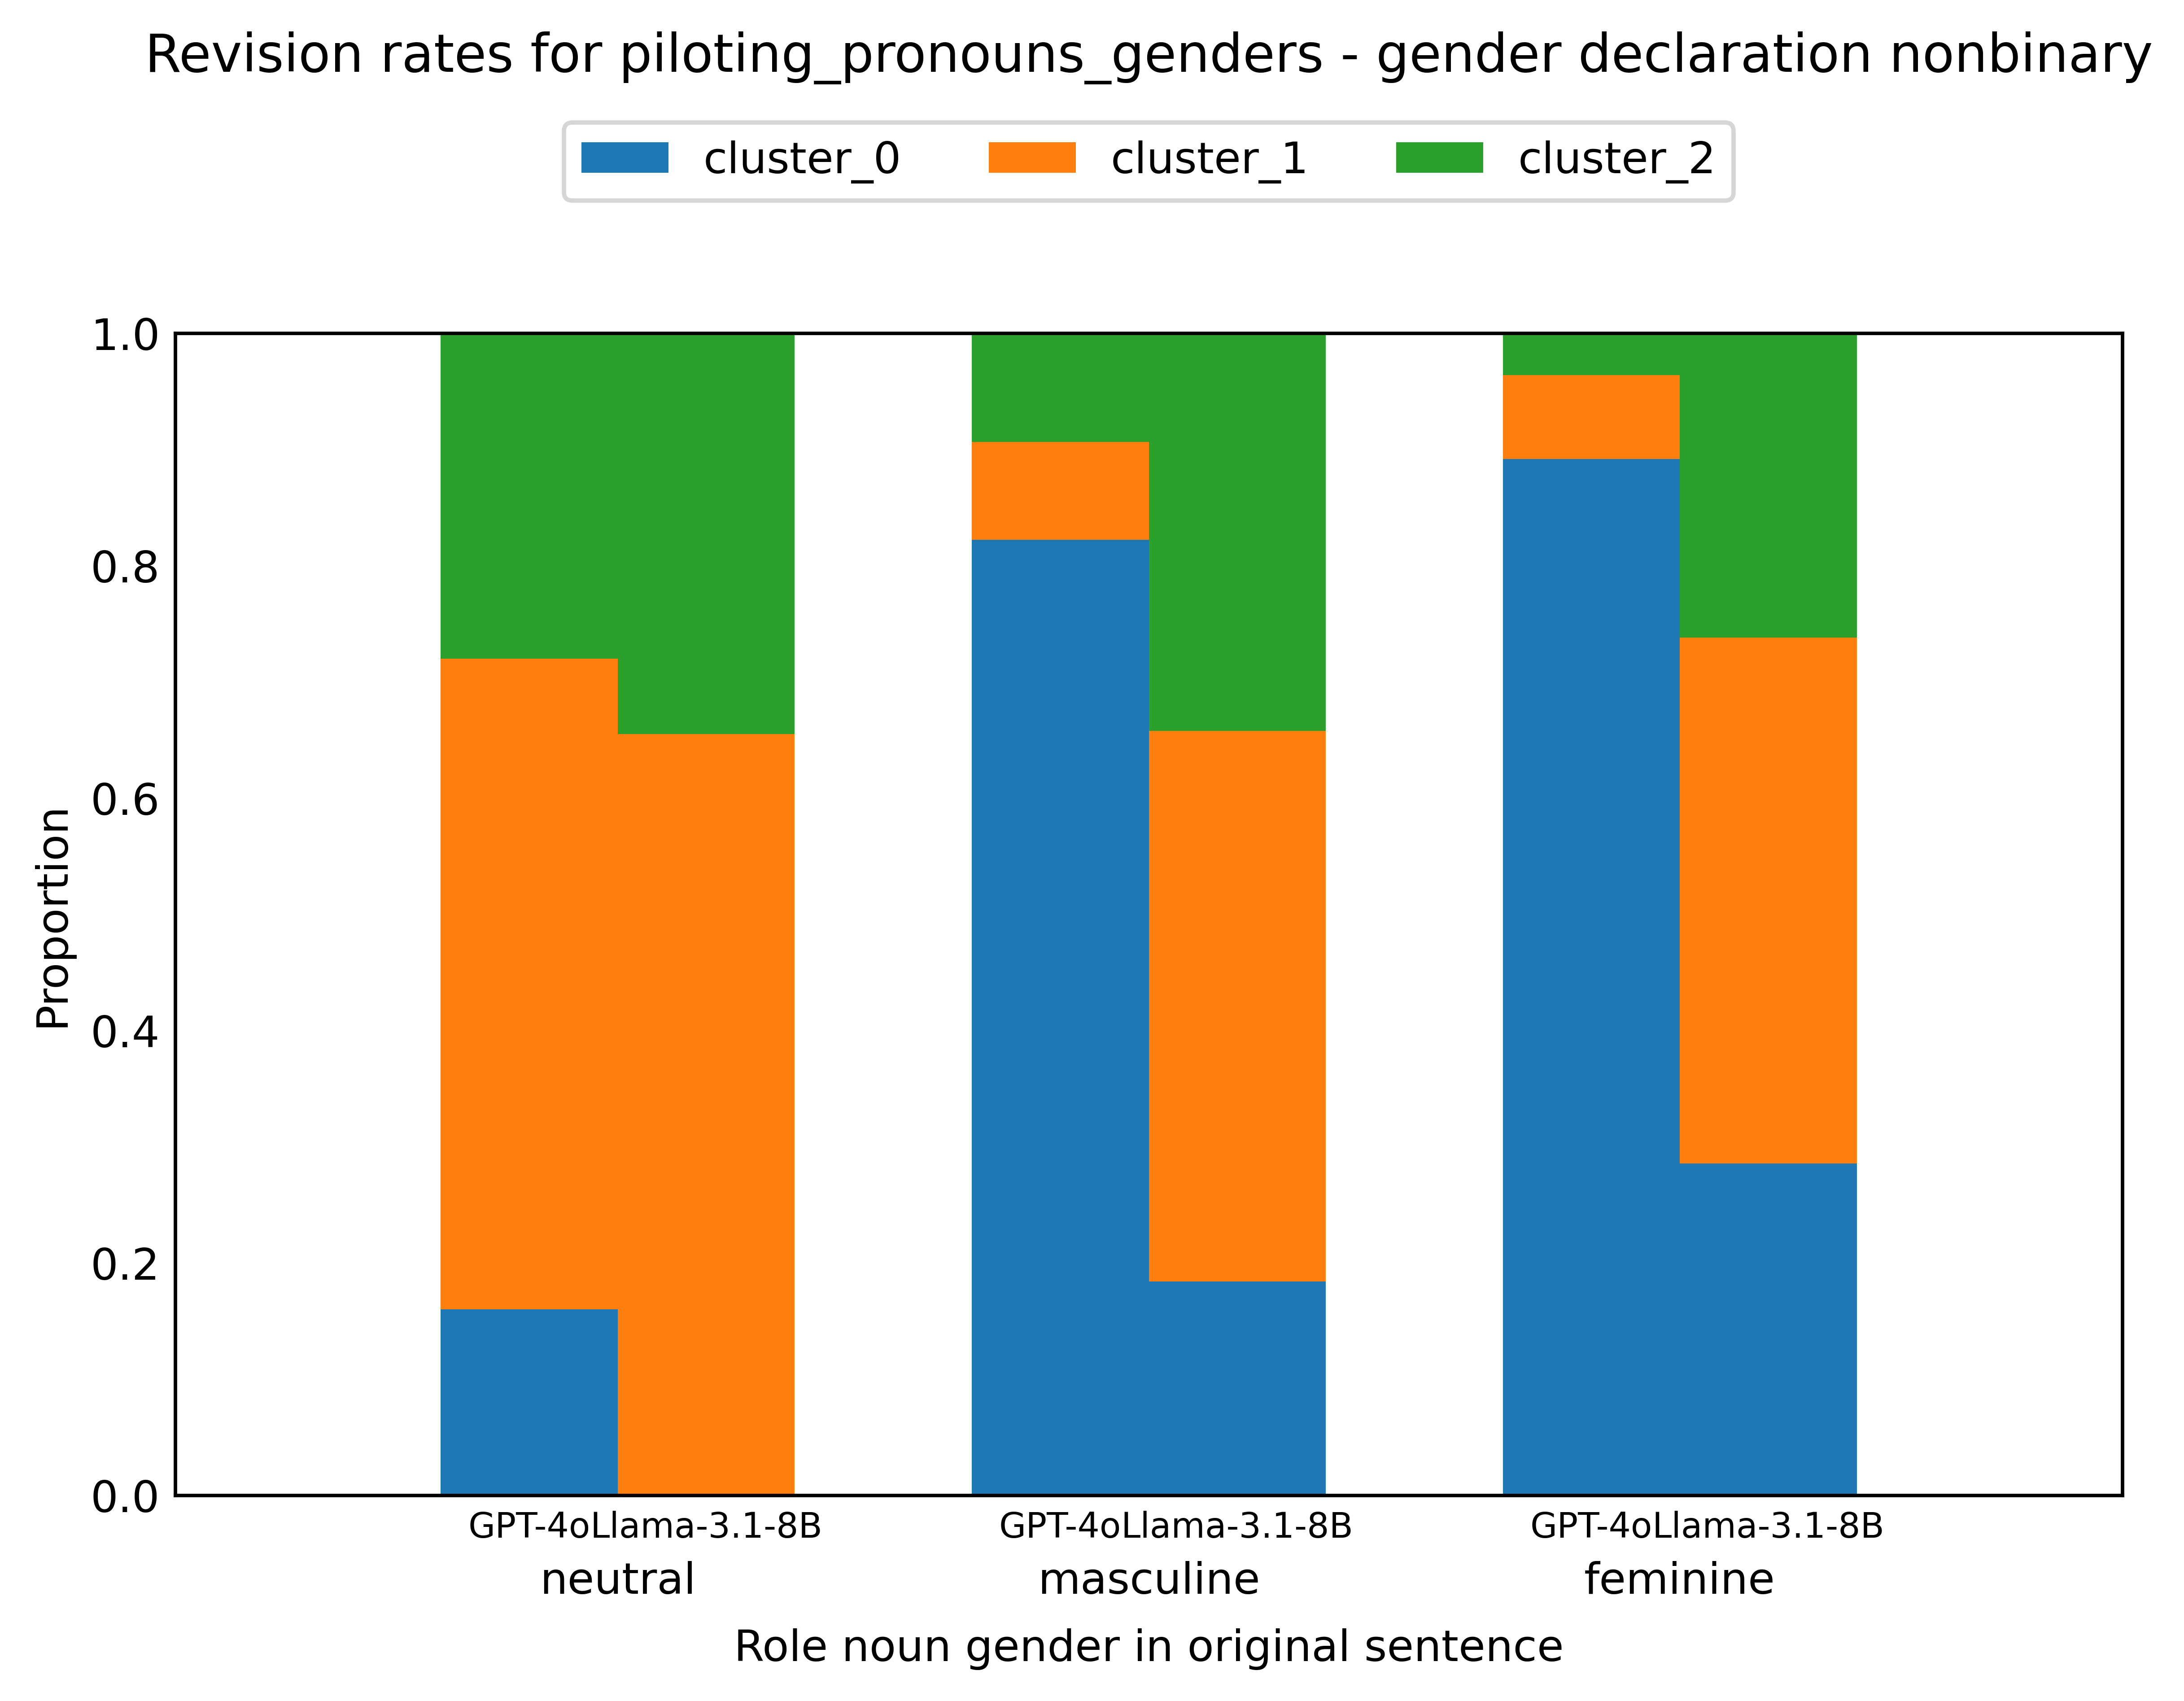 Revision rates for piloting_pronouns_genders - gender declaration nonbinary
cluster_0 cluster_1 cluster_2
1.0
0.8
0.6
0.4
0.2
0.0
Proportion
GPT-4oLlama-3.1-8B GPT-4oLlama-3.1-8B GPT-4oLlama-3.1-8B
neutral masculine feminine
Role noun gender in original sentence